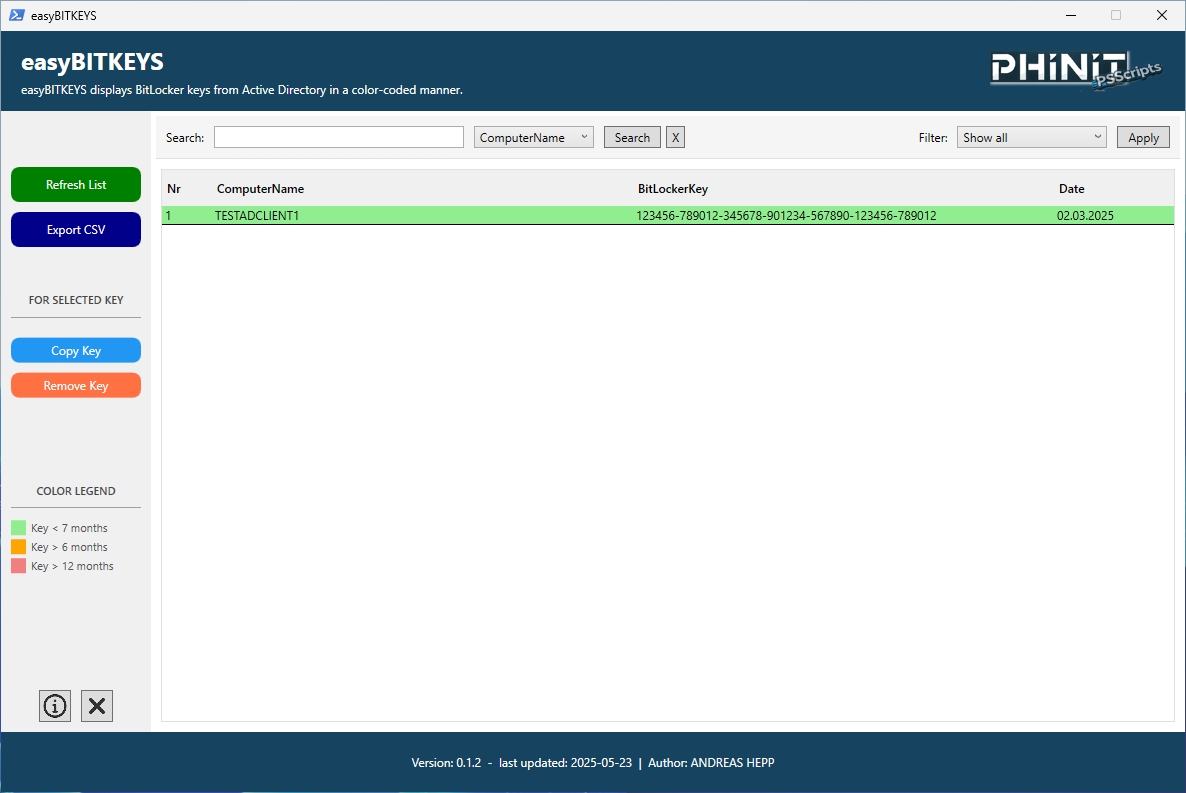 easyBITKEYS
easyBITKEYS
easyBITKEYS displays BitLocker keys from Active Directory in a color-coded manner.
PHiNiT
PSScripts
Search: ComputerName Search X Filter: Show all Apply
Refresh List
Export CSV
FOR SELECTED KEY
Copy Key
Remove Key
COLOR LEGEND
Key < 7 months
Key > 6 months
Key > 12 months
Nr ComputerName BitLockerKey Date
1 TESTADCLIENT1 123456-789012-345678-901234-567890-123456-789012 02.03.2025
Version: 0.1.2 - last updated: 2025-05-23 | Author: ANDREAS HEPP